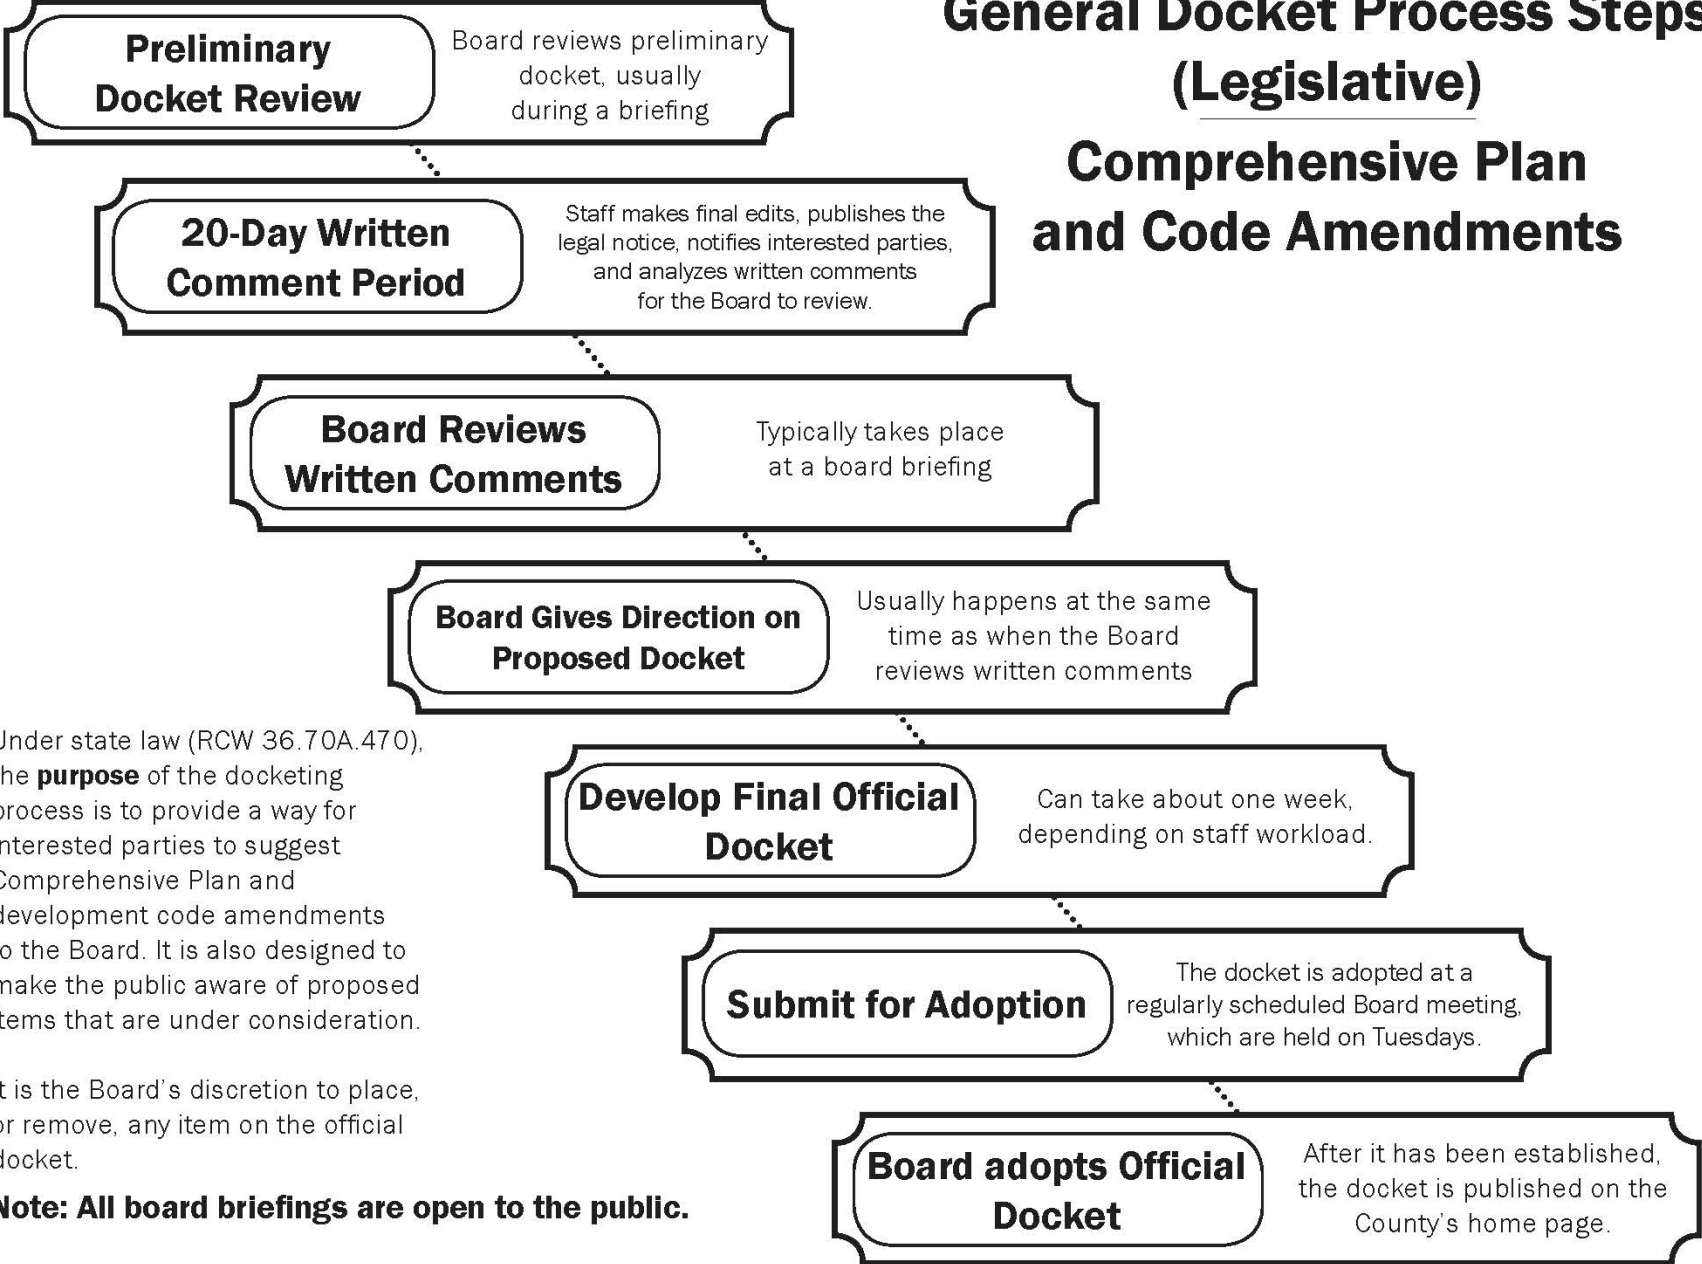 General Docket Process Steps
(Legislative)
Comprehensive Plan
and Code Amendments
Preliminary
Docket Review
Board reviews preliminary
docket, usually
during a briefing
20-Day Written
Comment Period
Staff makes final edits, publishes the
legal notice, notifies interested parties,
and analyzes written comments
for the Board to review.
Board Reviews
Written Comments
Typically takes place
at a board briefing
Board Gives Direction on
Proposed Docket
Usually happens at the same
time as when the Board
reviews written comments
Develop Final Official
Docket
Can take about one week,
depending on staff workload.
Submit for Adoption
The docket is adopted at a
regularly scheduled Board meeting,
which are held on Tuesdays.
Board adopts Official
Docket
After it has been established,
the docket is published on the
County's home page.
Under state law (RCW 36.70A.470),
the purpose of the docketing
process is to provide a way for
interested parties to suggest
Comprehensive Plan and
development code amendments
to the Board. It is also designed to
make the public aware of proposed
items that are under consideration.
It is the Board's discretion to place,
or remove, any item on the official
docket.
Note: All board briefings are open to the public.